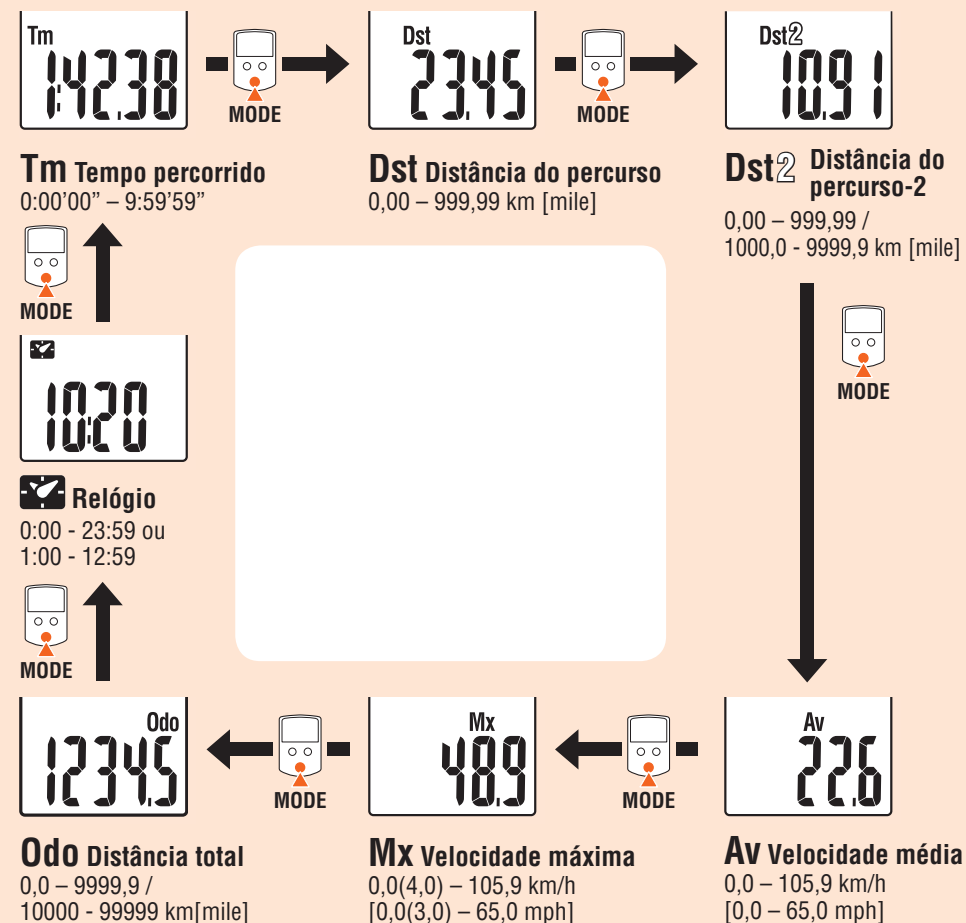 Tm
1:42.38
MODE
Dst
23.45
MODE
Dst2
10.91
Tm Tempo percorrido
0:00’00” – 9:59’59”
Dst Distância do percurso
0,00 – 999,99 km [mile]
Dst2 Distância do
percurso-2
0,00 – 999,99 /
1000,0 - 9999,9 km [mile]
MODE
MODE
10:20
Relógio
0:00 - 23:59 ou
1:00 - 12:59
MODE
Odo
1234.5
MODE
Mx
48.9
MODE
Av
22.6
Odo Distância total
0,0 – 9999,9 /
10000 - 99999 km[mile]
Mx Velocidade máxima
0,0(4,0) – 105,9 km/h
[0,0(3,0) – 65,0 mph]
Av Velocidade média
0,0 – 105,9 km/h
[0,0 – 65,0 mph]